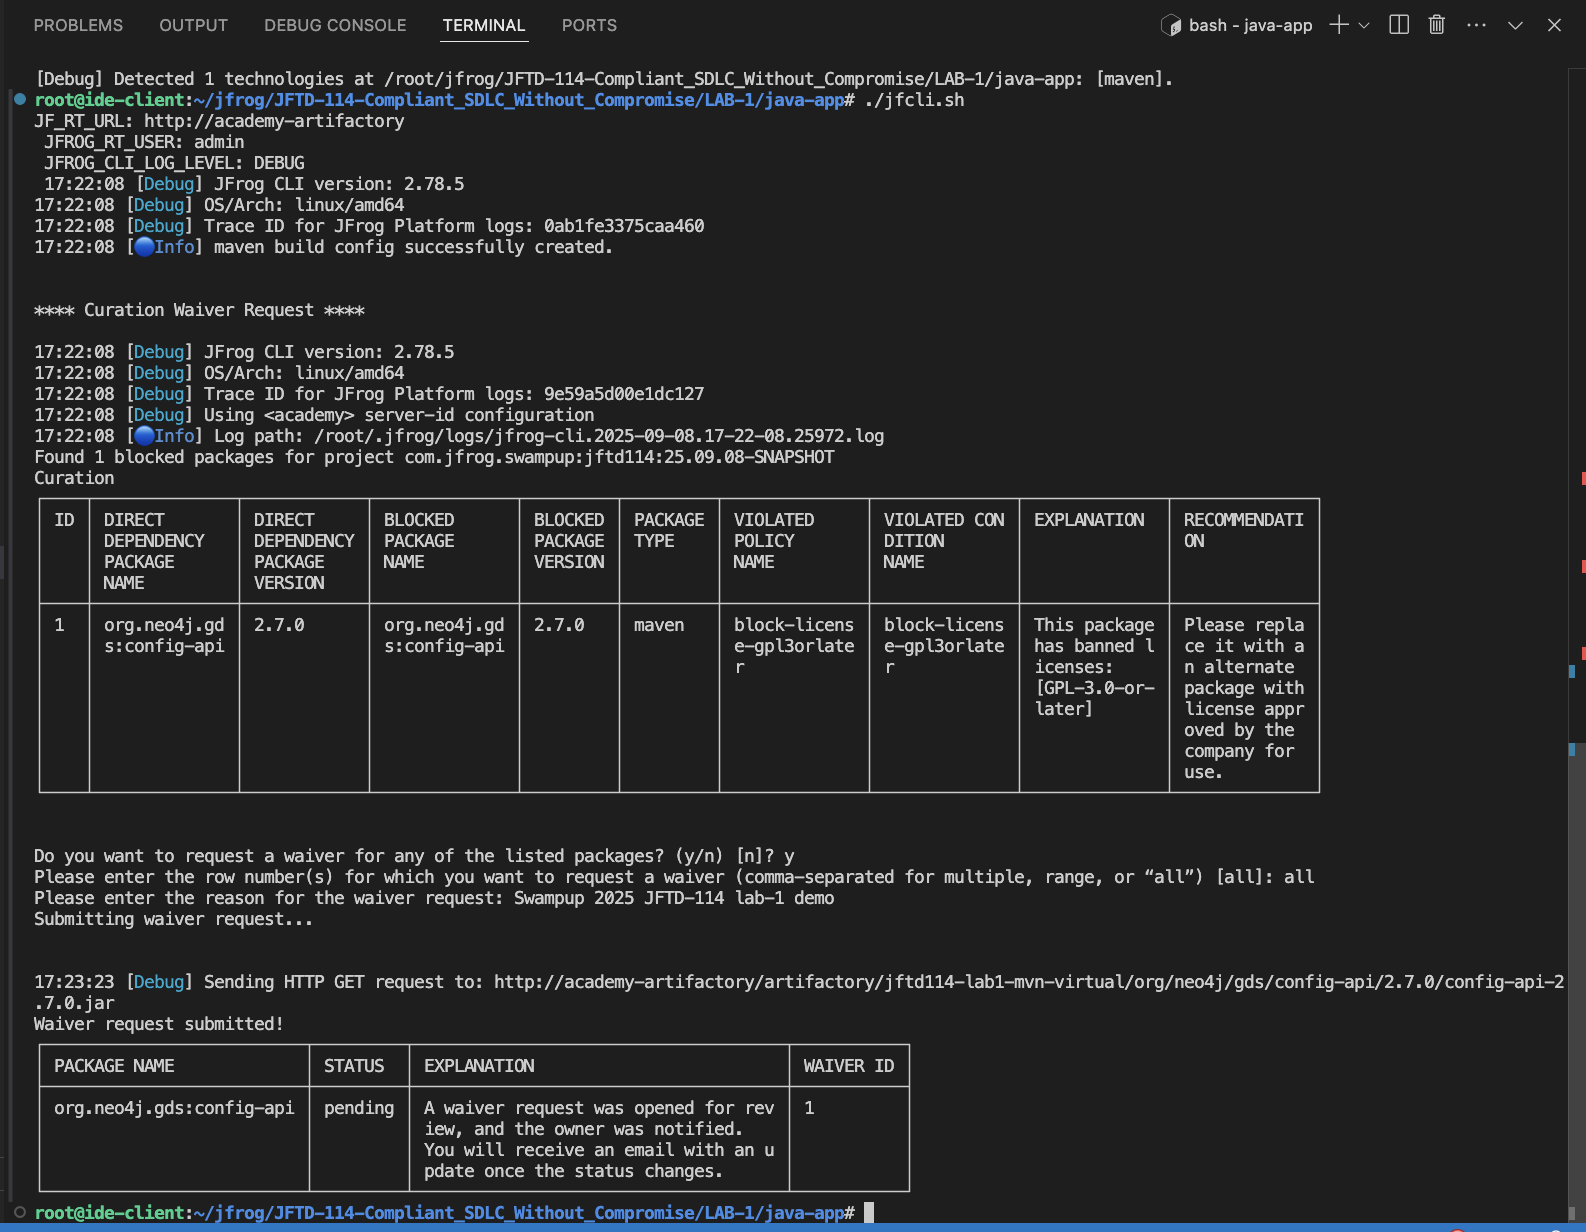 PROBLEMS OUTPUT DEBUG CONSOLE TERMINAL PORTS bash - java-app
[Debug] Detected 1 technologies at /root/jfrog/JFTD-114-Compliant_SDLC_Without_Compromise/LAB-1/java-app: [maven].
root@ide-client:~/jfrog/JFTD-114-Compliant_SDLC_Without_Compromise/LAB-1/java-app# ./jfcli.sh
JF_RT_URL: http://academy-artifactory
JFROG_RT_USER: admin
JFROG_CLI_LOG_LEVEL: DEBUG
17:22:08 [Debug] JFrog CLI version: 2.78.5
17:22:08 [Debug] OS/Arch: linux/amd64
17:22:08 [Debug] Trace ID for JFrog Platform logs: 0ab1fe3375caa460
17:22:08 [🔵Info] maven build config successfully created.
**** Curation Waiver Request ****
17:22:08 [Debug] JFrog CLI version: 2.78.5
17:22:08 [Debug] OS/Arch: linux/amd64
17:22:08 [Debug] Trace ID for JFrog Platform logs: 9e59a5d00e1dc127
17:22:08 [Debug] Using <academy> server-id configuration
17:22:08 [🔵Info] Log path: /root/.jfrog/logs/jfrog-cli.2025-09-08.17-22-08.25972.log
Found 1 blocked packages for project com.jfrog.swampup:jftd114:25.09.08-SNAPSHOT
Curation
ID DIRECT DIRECT BLOCKED BLOCKED PACKAGE VIOLATED VIOLATED CON EXPLANATION RECOMMENDATI
DEPENDENCY DEPENDENCY PACKAGE PACKAGE TYPE POLICY DITION ON
PACKAGE PACKAGE NAME VERSION NAME NAME
NAME VERSION
1 org.neo4j.gd 2.7.0 org.neo4j.gd 2.7.0 maven block-licens block-licens This package Please repla
s:config-api s:config-api e-gpl3orlate e-gpl3orlate has banned l ce it with a
r r icenses: n alternate
[GPL-3.0-or- package with
later] license appr
oved by the
company for
use.
Do you want to request a waiver for any of the listed packages? (y/n) [n]? y
Please enter the row number(s) for which you want to request a waiver (comma-separated for multiple, range, or “all”) [all]: all
Please enter the reason for the waiver request: Swampup 2025 JFTD-114 lab-1 demo
Submitting waiver request...
17:23:23 [Debug] Sending HTTP GET request to: http://academy-artifactory/artifactory/jftd114-lab1-mvn-virtual/org/neo4j/gds/config-api/2.7.0/config-api-2
.7.0.jar
Waiver request submitted!
PACKAGE NAME STATUS EXPLANATION WAIVER ID
org.neo4j.gds:config-api pending A waiver request was opened for rev 1
iew, and the owner was notified.
You will receive an email with an u
pdate once the status changes.
root@ide-client:~/jfrog/JFTD-114-Compliant_SDLC_Without_Compromise/LAB-1/java-app#